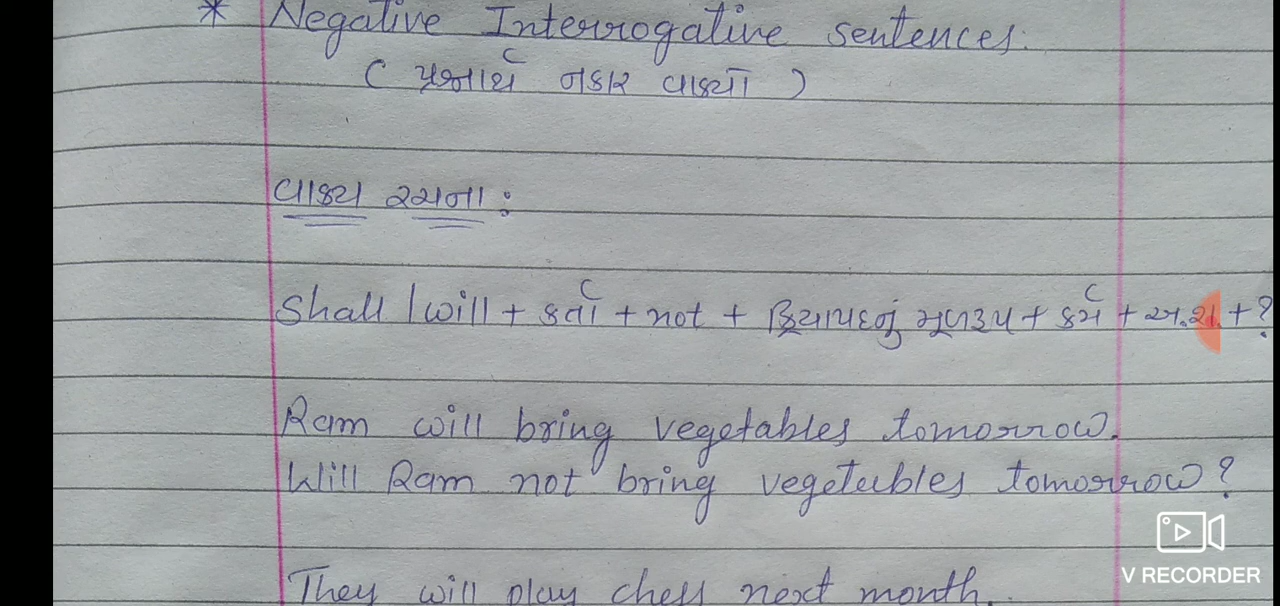 * Negative Interrogative sentences.
( પ્રશ્નાર્થ નકાર વાક્યો )
વાક્ય રચના :
Shall / will + કર્તા + not + ક્રિયાપદનું મૂળરૂપ + કર્મ + અ.શ. + ?
Ram will bring vegetables tomorrow.
Will Ram not bring vegetables tomorrow?
They will play chess next month.
V RECORDER